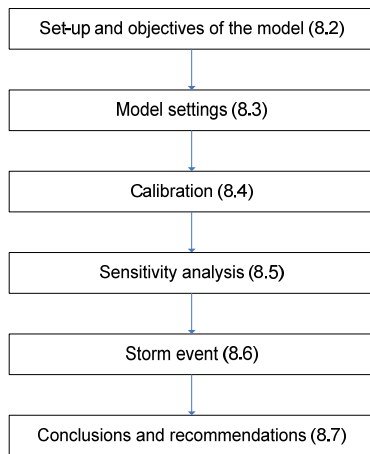 Set-up and objectives of the model (8.2)
Model settings (8.3)
Calibration (8.4)
Sensitivity analysis (8.5)
Storm event (8.6)
Conclusions and recommendations (8.7)